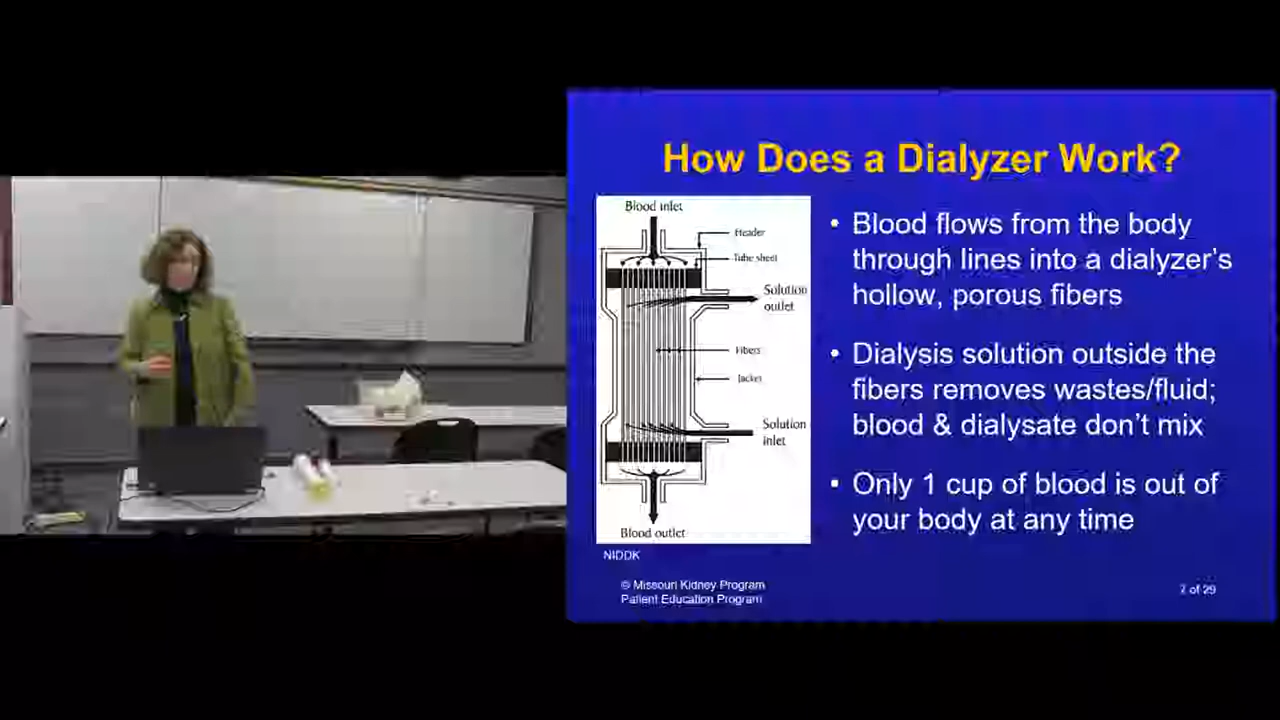 How Does a Dialyzer Work?
Blood inlet
Header
Tube sheet
Solution
outlet
Fibers
Jacket
Solution
inlet
Blood outlet
NIDDK
• Blood flows from the body
through lines into a dialyzer's
hollow, porous fibers
• Dialysis solution outside the
fibers removes wastes/fluid;
blood & dialysate don't mix
• Only 1 cup of blood is out of
your body at any time
© Missouri Kidney Program
Patient Education Program
7 of 29